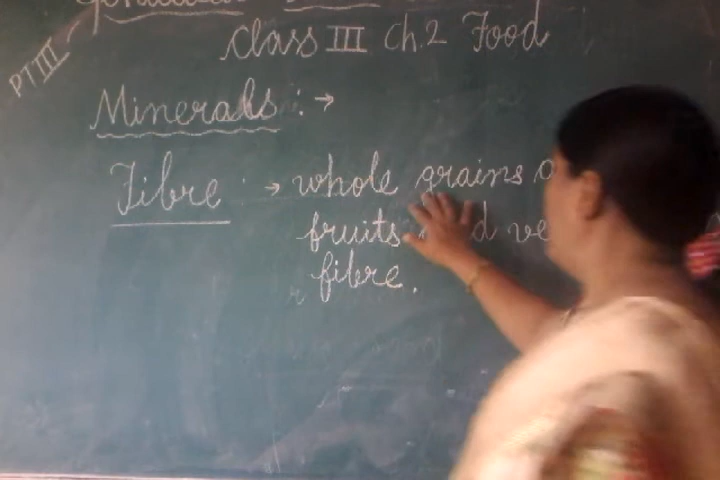 PT III
Class III Ch.2 Food
Minerals : →
Fibre → whole grains
fruits
fibre.